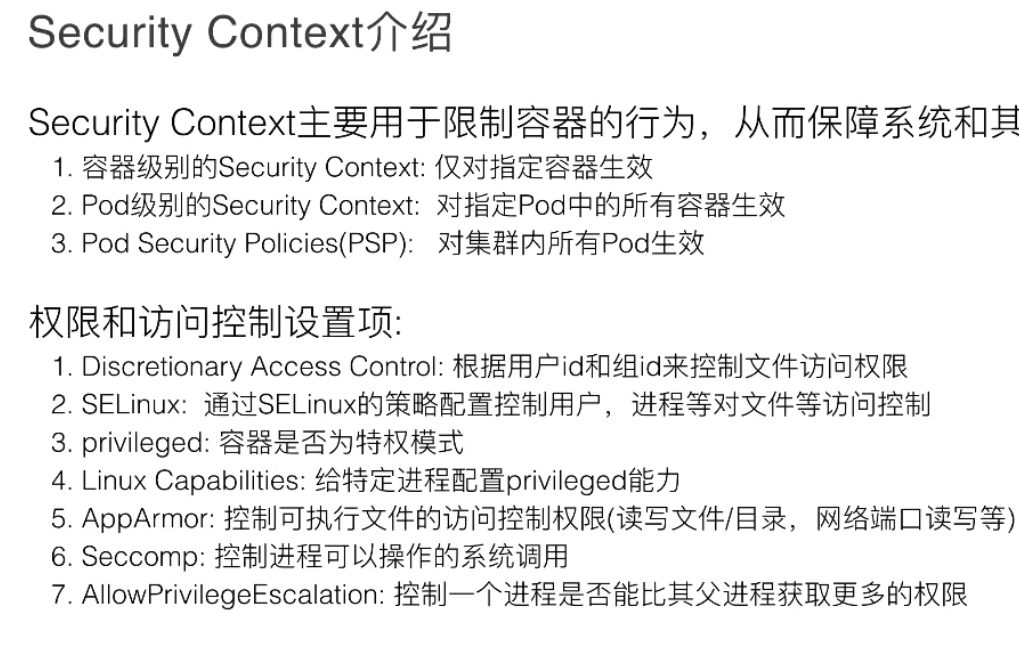 Security Context介绍
Security Context主要用于限制容器的行为，从而保障系统和其
1. 容器级别的Security Context: 仅对指定容器生效
2. Pod级别的Security Context: 对指定Pod中的所有容器生效
3. Pod Security Policies(PSP): 对集群内所有Pod生效
权限和访问控制设置项:
1. Discretionary Access Control: 根据用户id和组id来控制文件访问权限
2. SELinux: 通过SELinux的策略配置控制用户，进程等对文件等访问控制
3. privileged: 容器是否为特权模式
4. Linux Capabilities: 给特定进程配置privileged能力
5. AppArmor: 控制可执行文件的访问控制权限(读写文件/目录，网络端口读写等)
6. Seccomp: 控制进程可以操作的系统调用
7. AllowPrivilegeEscalation: 控制一个进程是否能比其父进程获取更多的权限